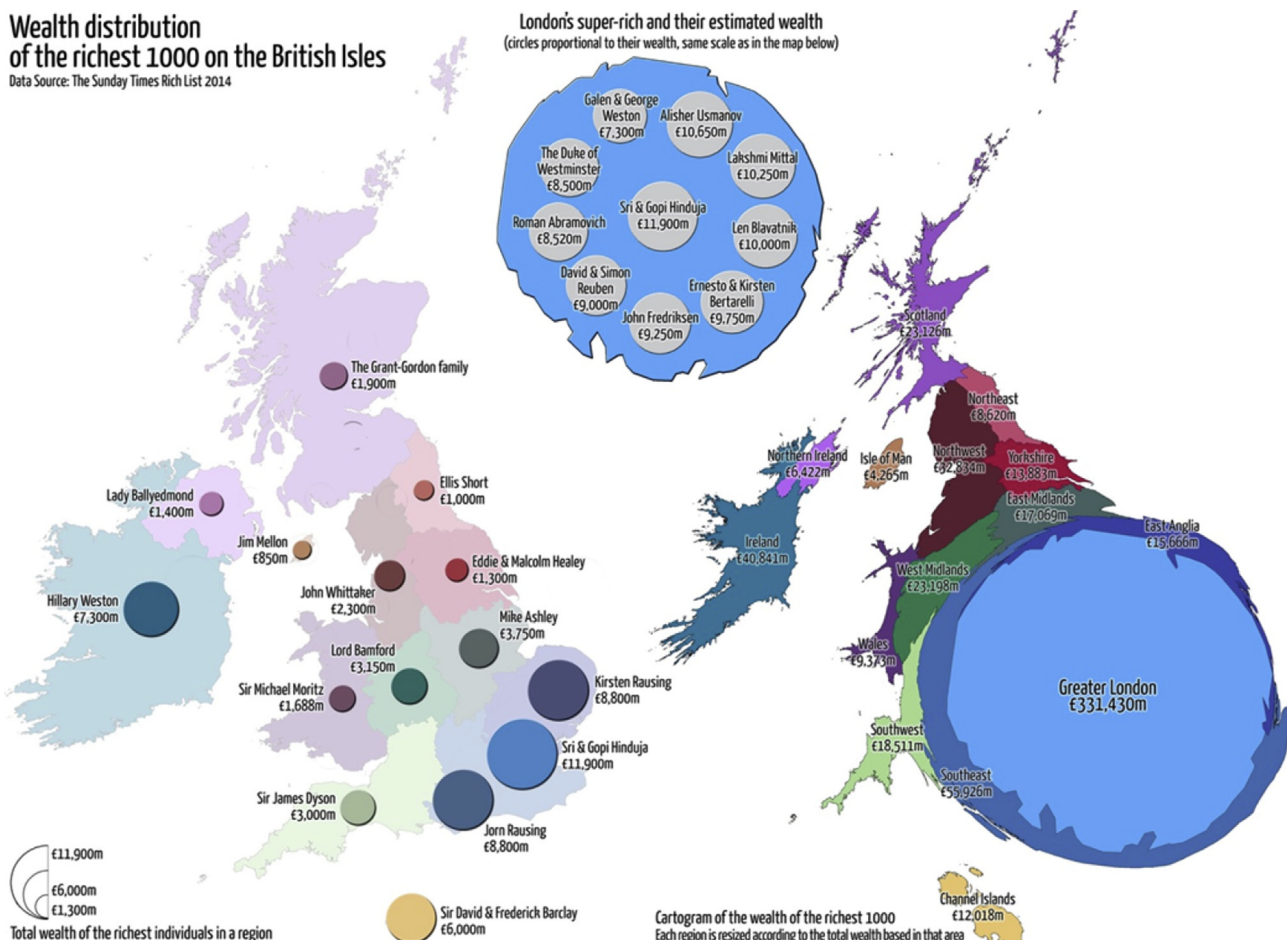 Wealth distribution
of the richest 1000 on the British Isles
Data Source: The Sunday Times Rich List 2014
London's super-rich and their estimated wealth
(circles proportional to their wealth, same scale as in the map below)
Galen & George
Weston
£7,300m
Alisher Usmanov
£10,650m
The Duke of
Westminster
£8,500m
Lakshmi Mittal
£10,250m
Sri & Gopi Hinduja
£11,900m
Roman Abramovich
£8,520m
Len Blavatnik
£10,000m
David & Simon
Reuben
£9,000m
Ernesto & Kirsten
Bertarelli
£9,750m
John Fredriksen
£9,250m
The Grant-Gordon family
£1,900m
Ellis Short
£1,000m
Lady Ballyedmond
£1,400m
Jim Mellon
£850m
Eddie & Malcolm Healey
£1,300m
John Whittaker
£2,300m
Hillary Weston
£7,300m
Mike Ashley
£3,750m
Lord Bamford
£3,150m
Kirsten Rausing
£8,800m
Sir Michael Moritz
£1,688m
Sri & Gopi Hinduja
£11,900m
Sir James Dyson
£3,000m
Jorn Rausing
£8,800m
Sir David & Frederick Barclay
£6,000m
£11,900m
£6,000m
£1,300m
Total wealth of the richest individuals in a region
Scotland
£23,126m
Northeast
£8,620m
Northern Ireland
£6,422m
Isle of Man
£4,265m
Northwest
£32,834m
Yorkshire
£13,883m
East Midlands
£17,069m
East Anglia
£15,666m
Ireland
£40,841m
West Midlands
£23,198m
Wales
£9,373m
Greater London
£331,430m
Southwest
£18,511m
Southeast
£55,926m
Channel Islands
£12,018m
Cartogram of the wealth of the richest 1000
Each region is resized according to the total wealth based in that area